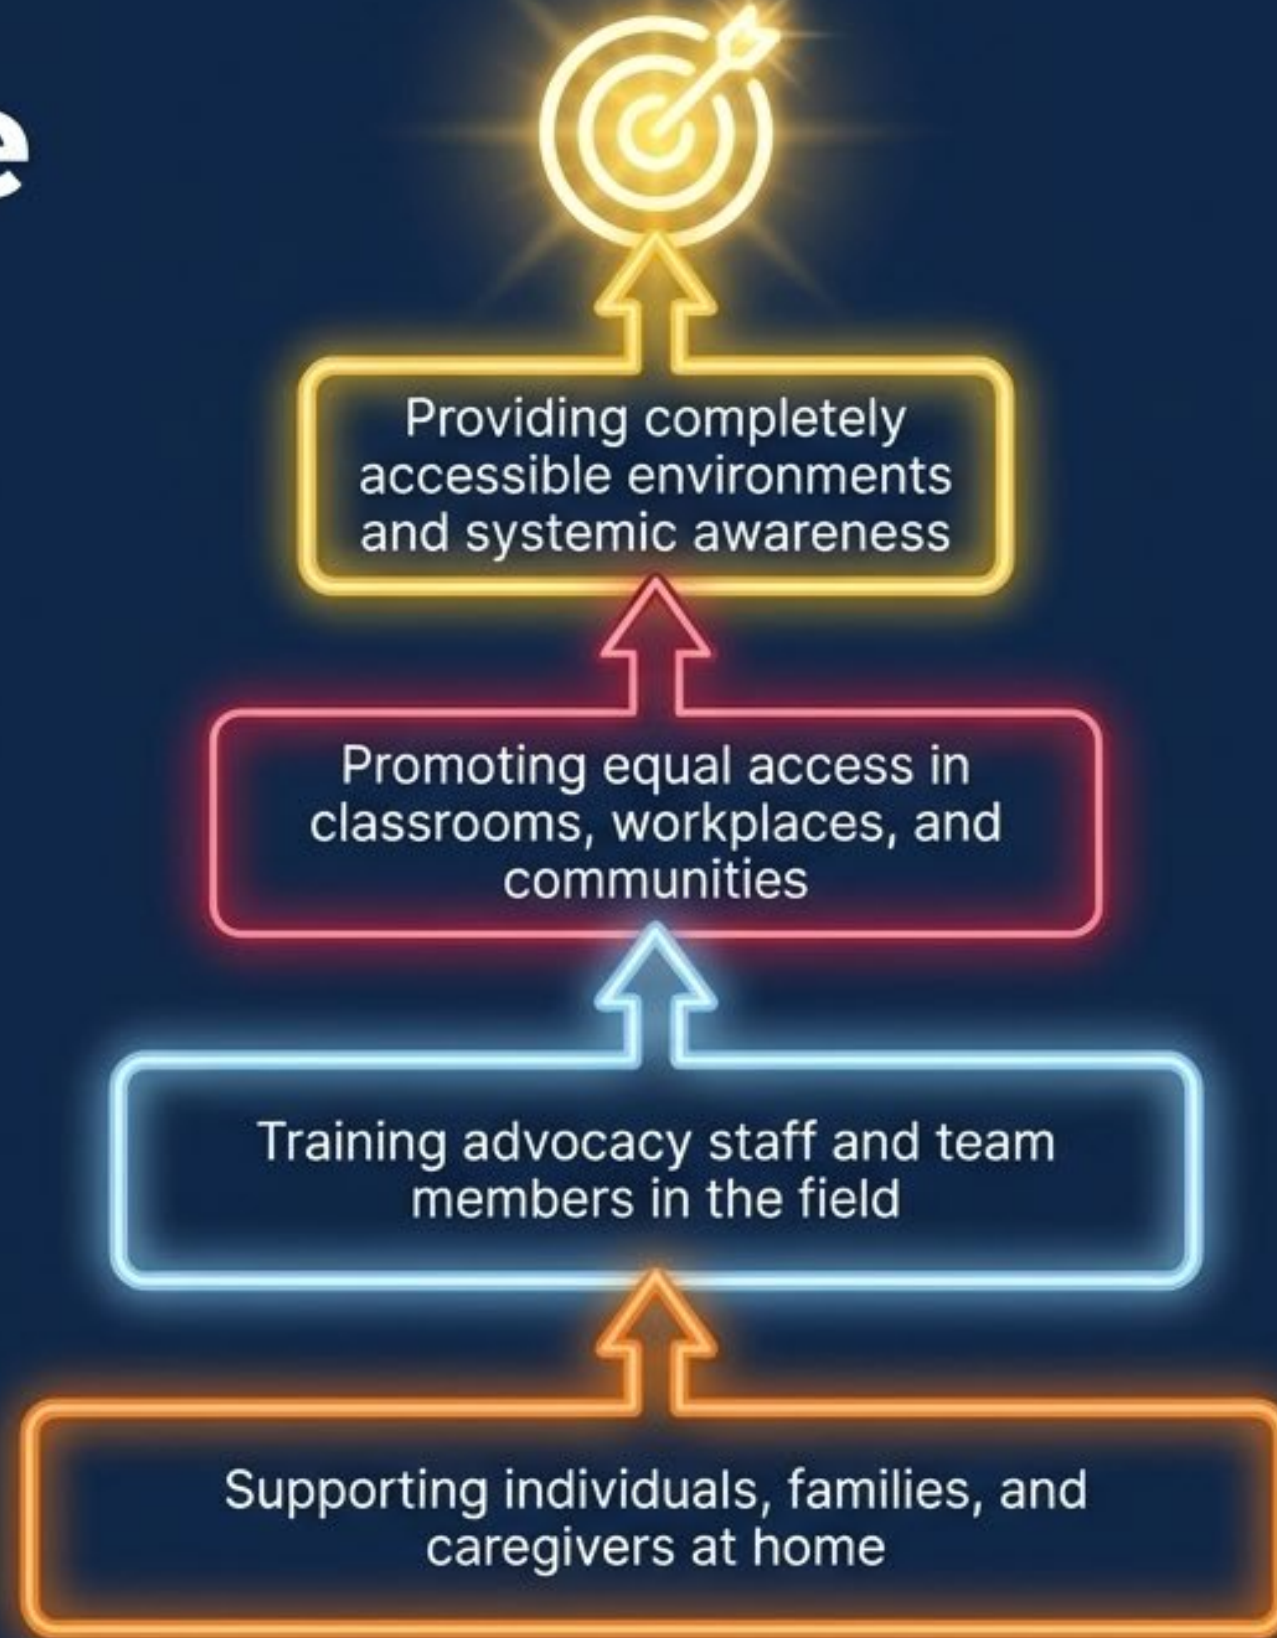 e
Providing completely
accessible environments
and systemic awareness
Promoting equal access in
classrooms, workplaces, and
communities
Training advocacy staff and team
members in the field
Supporting individuals, families, and
caregivers at home